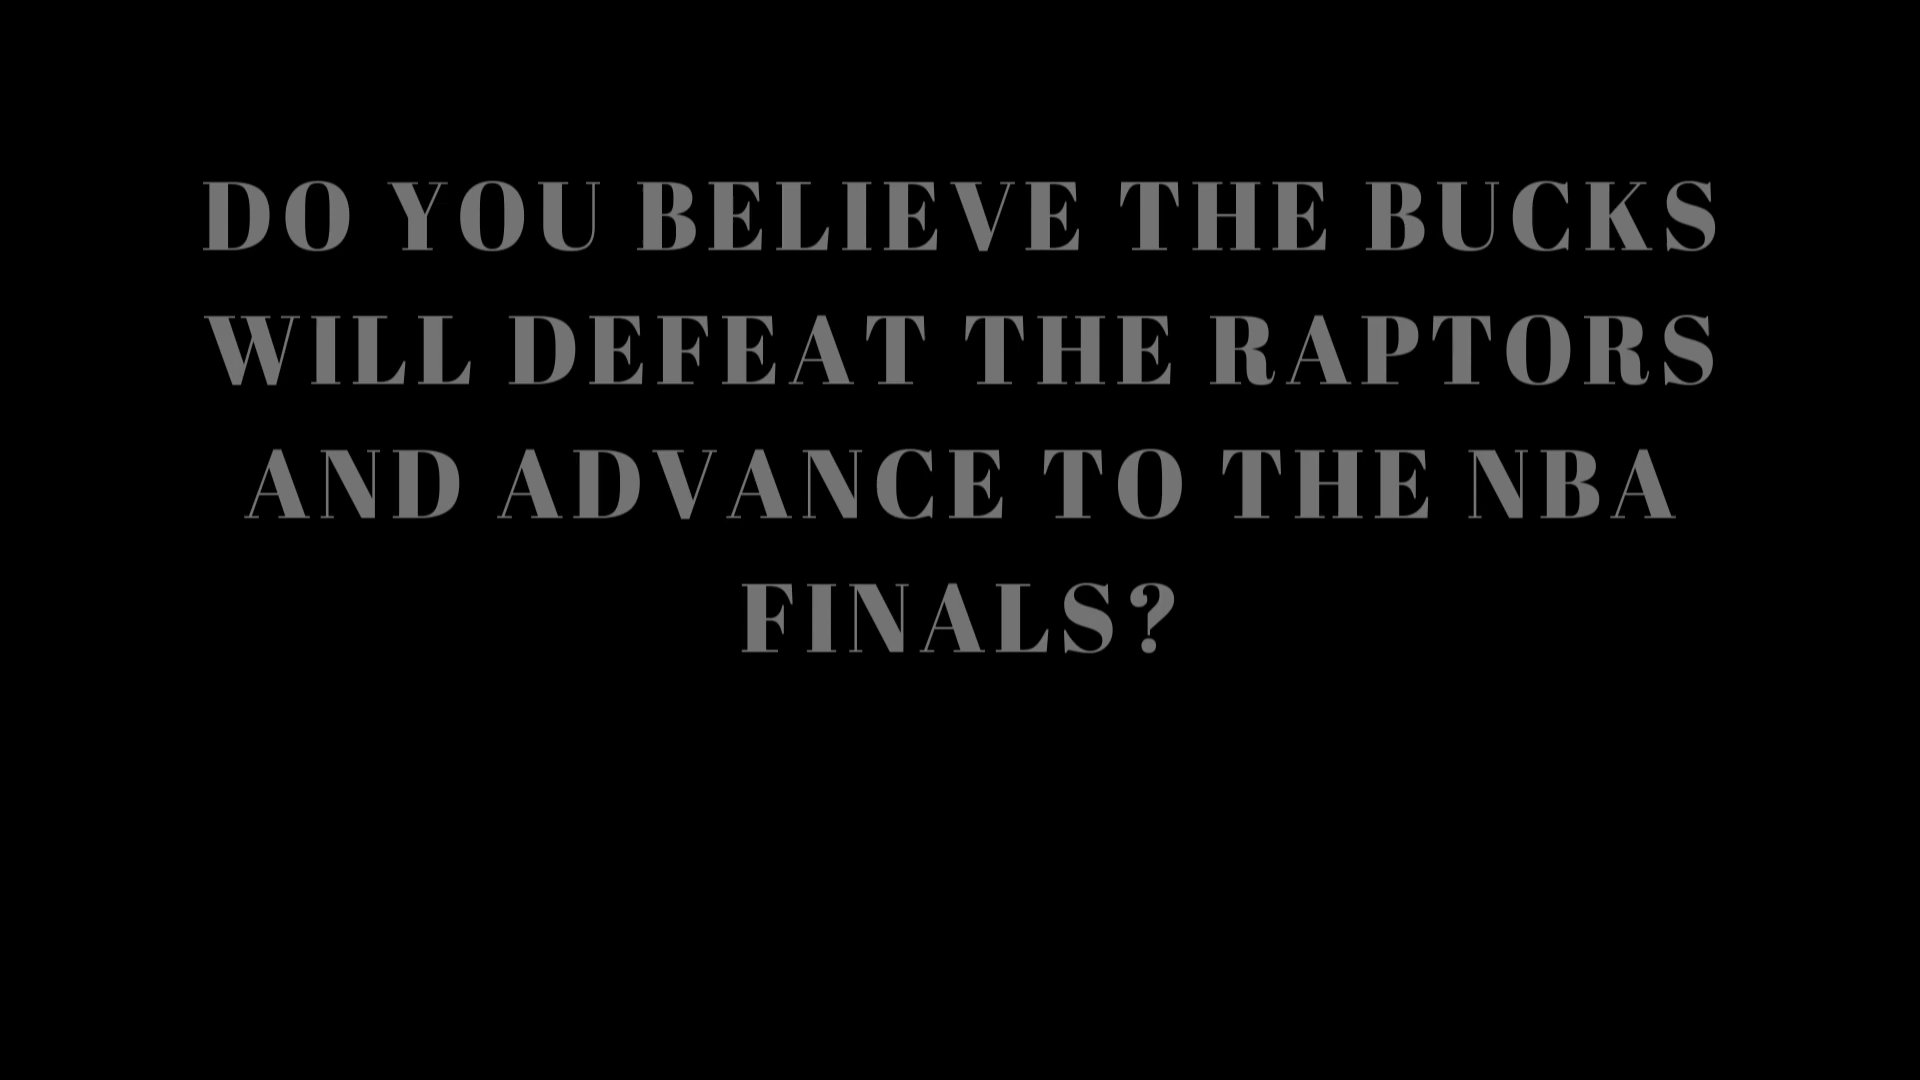 DO YOU BELIEVE THE BUCKS
WILL DEFEAT THE RAPTORS
AND ADVANCE TO THE NBA
FINALS?